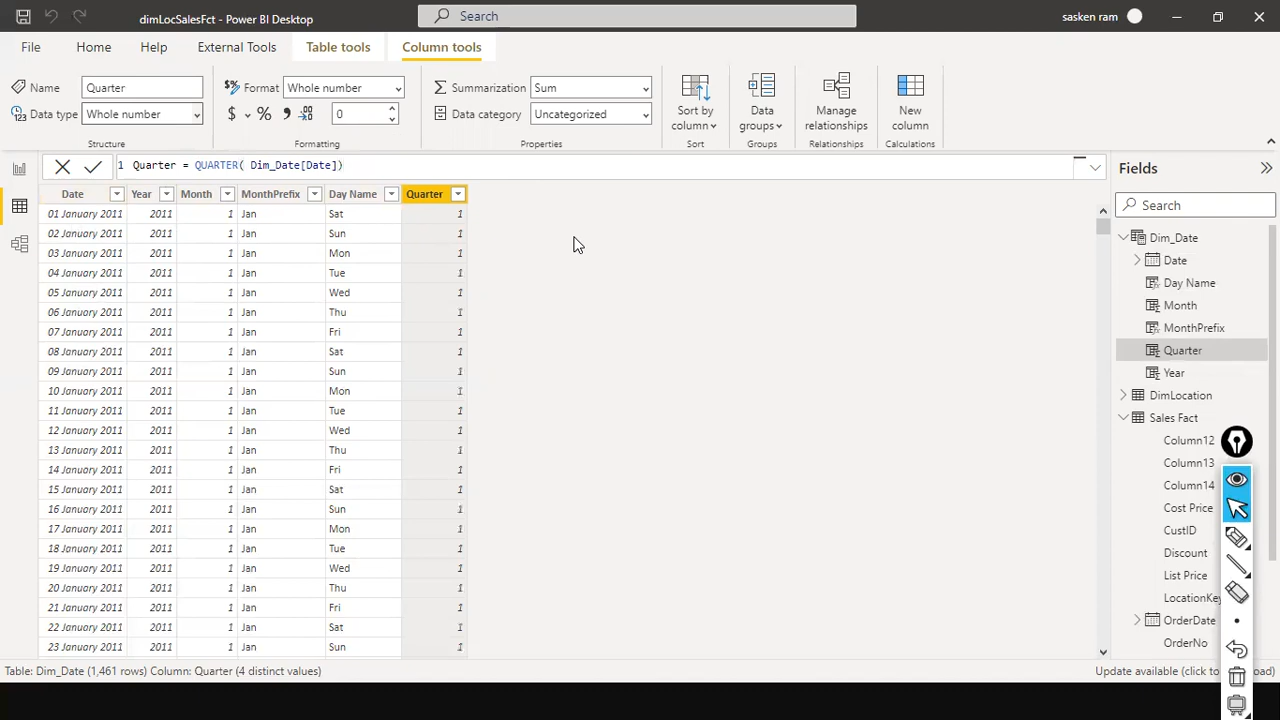 dimLocSalesFct - Power BI Desktop
Search
sasken ram
File
Home
Help
External Tools
Table tools
Column tools
Name
Quarter
Format
Whole number
Summarization
Sum
Data type
Whole number
$
%
0
Data category
Uncategorized
Sort by
column
Data
groups
Manage
relationships
New
column
Structure
Formatting
Properties
Sort
Groups
Relationships
Calculations
1 Quarter = QUARTER( Dim_Date[Date])
Date Year Month MonthPrefix Day Name Quarter
01 January 2011 2011 1 Jan Sat 1
02 January 2011 2011 1 Jan Sun 1
03 January 2011 2011 1 Jan Mon 1
04 January 2011 2011 1 Jan Tue 1
05 January 2011 2011 1 Jan Wed 1
06 January 2011 2011 1 Jan Thu 1
07 January 2011 2011 1 Jan Fri 1
08 January 2011 2011 1 Jan Sat 1
09 January 2011 2011 1 Jan Sun 1
10 January 2011 2011 1 Jan Mon 1
11 January 2011 2011 1 Jan Tue 1
12 January 2011 2011 1 Jan Wed 1
13 January 2011 2011 1 Jan Thu 1
14 January 2011 2011 1 Jan Fri 1
15 January 2011 2011 1 Jan Sat 1
16 January 2011 2011 1 Jan Sun 1
17 January 2011 2011 1 Jan Mon 1
18 January 2011 2011 1 Jan Tue 1
19 January 2011 2011 1 Jan Wed 1
20 January 2011 2011 1 Jan Thu 1
21 January 2011 2011 1 Jan Fri 1
22 January 2011 2011 1 Jan Sat 1
23 January 2011 2011 1 Jan Sun 1
Fields
Search
Dim_Date
Date
Day Name
Month
MonthPrefix
Quarter
Year
DimLocation
Sales Fact
Column12
Column13
Column14
Cost Price
CustID
Discount
List Price
LocationKey
OrderDate
OrderNo
Table: Dim_Date (1,461 rows) Column: Quarter (4 distinct values)
Update available (click to load)